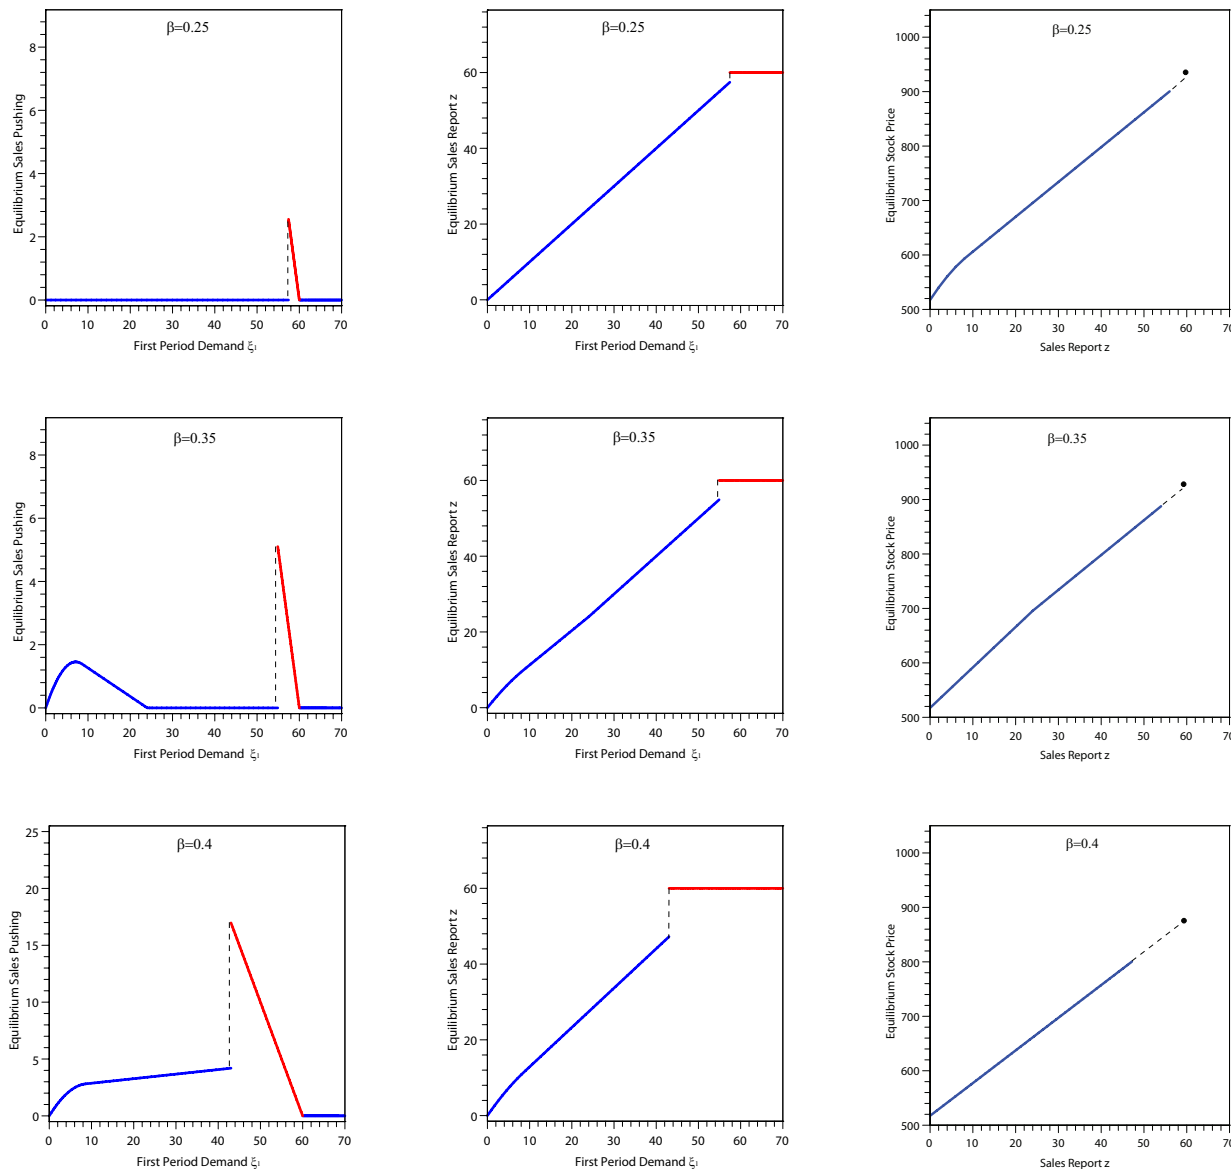 β=0.25
Equilibrium Sales Pushing
8
6
4
2
0
0 10 20 30 40 50 60 70
First Period Demand ξ₁
β=0.25
Equilibrium Sales Report z
60
40
20
0
0 10 20 30 40 50 60 70
First Period Demand ξ₁
β=0.25
Equilibrium Stock Price
1000
900
800
700
600
500
0 10 20 30 40 50 60 70
Sales Report z
β=0.35
Equilibrium Sales Pushing
8
6
4
2
0
0 10 20 30 40 50 60 70
First Period Demand ξ₁
β=0.35
Equilibrium Sales Report z
60
40
20
0
0 10 20 30 40 50 60 70
First Period Demand ξ₁
β=0.35
Equilibrium Stock Price
1000
900
800
700
600
500
0 10 20 30 40 50 60 70
Sales Report z
β=0.4
Equilibrium Sales Pushing
25
20
15
10
5
0
0 10 20 30 40 50 60 70
First Period Demand ξ₁
β=0.4
Equilibrium Sales Report z
60
40
20
0
0 10 20 30 40 50 60 70
First Period Demand ξ₁
β=0.4
Equilibrium Stock Price
1000
900
800
700
600
500
0 10 20 30 40 50 60 70
Sales Report z